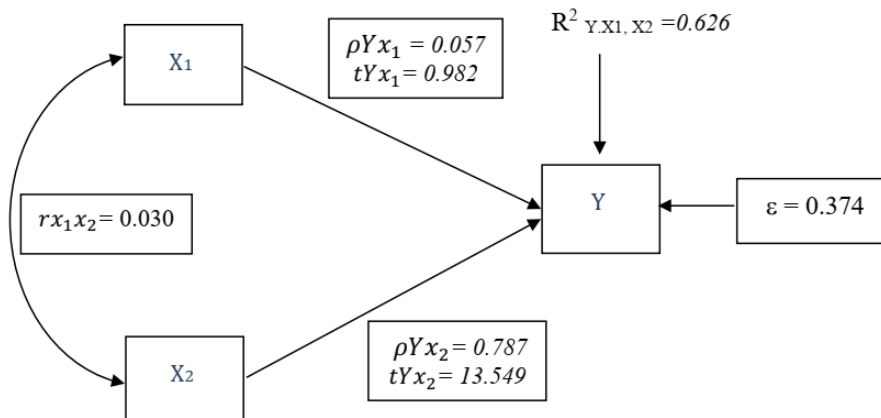 R² Y.X1, X2 =0.626
X1
ρYx₁ = 0.057
tYx₁= 0.982
rx₁x₂= 0.030
Y
ε = 0.374
X2
ρYx₂= 0.787
tYx₂= 13.549